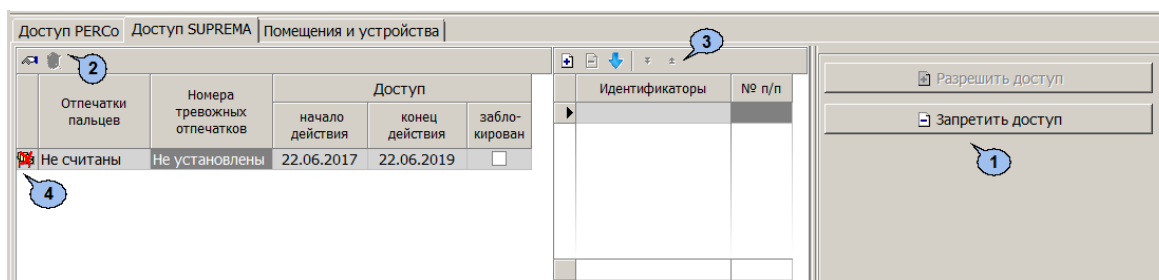 Доступ PERCo Доступ SUPREMA Помещения и устройства
3
2
Отпечатки пальцев
Номера тревожных отпечатков
Доступ
начало действия
конец действия
забло-кирован
Идентификаторы № п/п
Разрешить доступ
Запретить доступ
1
Не считаны Не установлены 22.06.2017 22.06.2019
4